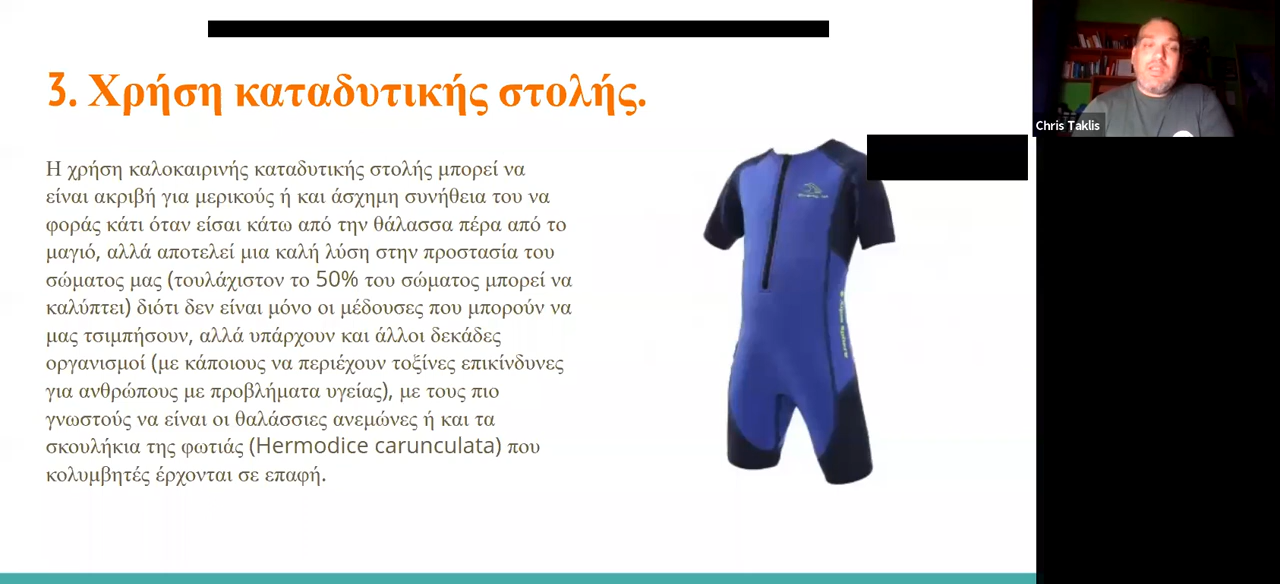 3. Χρήση καταδυτικής στολής.
Η χρήση καλοκαιρινής καταδυτικής στολής μπορεί να
είναι ακριβή για μερικούς ή και άσχημη συνήθεια του να
φοράς κάτι όταν είσαι κάτω από την θάλασσα πέρα από το
μαγιό, αλλά αποτελεί μια καλή λύση στην προστασία του
σώματος μας (τουλάχιστον το 50% του σώματος μπορεί να
καλύπτει) διότι δεν είναι μόνο οι μέδουσες που μπορούν να
μας τσιμπήσουν, αλλά υπάρχουν και άλλοι δεκάδες
οργανισμοί (με κάποιους να περιέχουν τοξίνες επικίνδυνες
για ανθρώπους με προβλήματα υγείας), με τους πιο
γνωστούς να είναι οι θαλάσσιες ανεμώνες ή και τα
σκουλήκια της φωτιάς (Hermodice carunculata) που
κολυμβητές έρχονται σε επαφή.
Chris Taklis